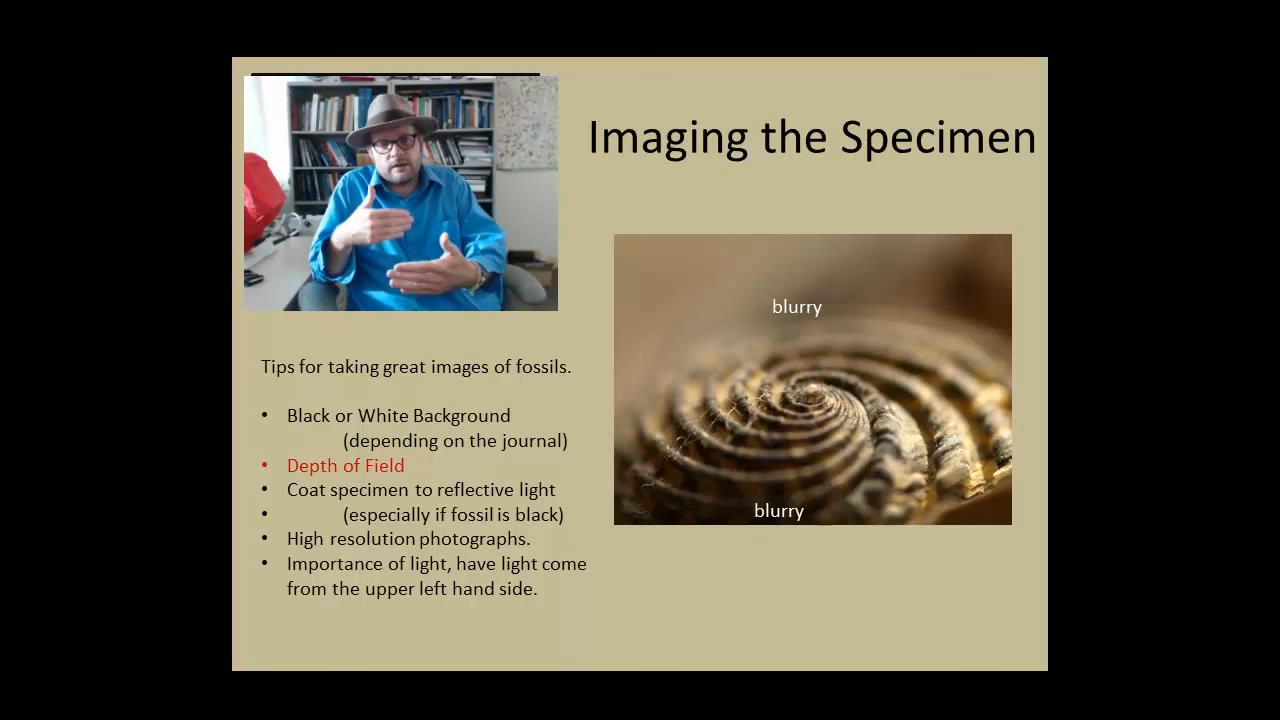 Imaging the Specimen
blurry
blurry
Tips for taking great images of fossils.
• Black or White Background
(depending on the journal)
• Depth of Field
• Coat specimen to reflective light
• (especially if fossil is black)
• High resolution photographs.
• Importance of light, have light come
from the upper left hand side.